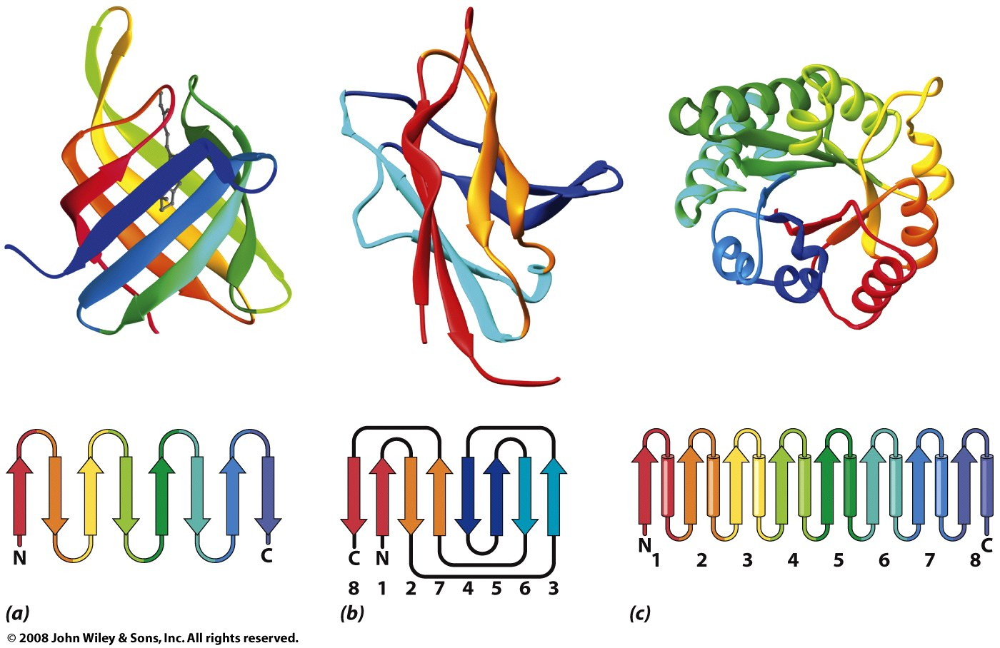 N
C
C N
8 1 2 7 4 5 6 3
N
C
1 2 3 4 5 6 7 8
(a)
(b)
(c)
© 2008 John Wiley & Sons, Inc. All rights reserved.